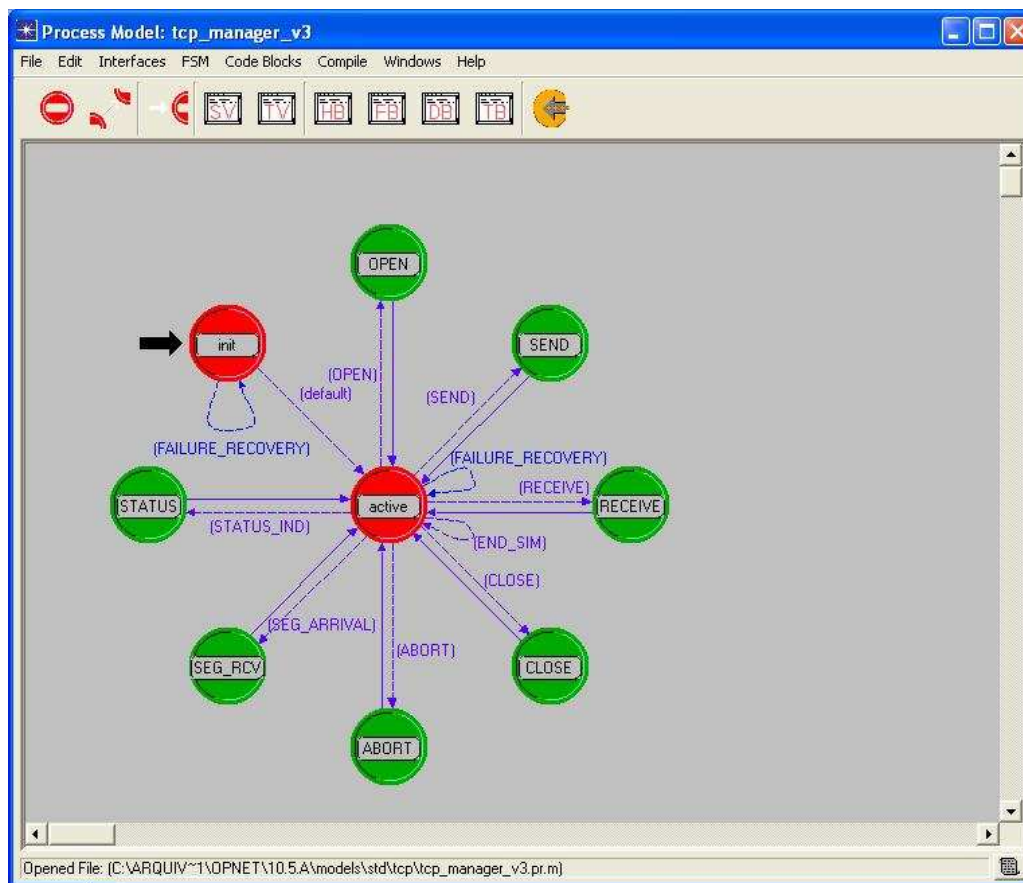 Process Model: tcp_manager_v3
File Edit Interfaces FSM Code Blocks Compile Windows Help
SV TV HB FB DB TB
OPEN
init
SEND
(OPEN)
(default)
(SEND)
(FAILURE_RECOVERY)
(FAILURE_RECOVERY)
(RECEIVE)
STATUS
active
RECEIVE
(STATUS_IND)
(END_SIM)
(CLOSE)
(SEG_ARRIVAL)
(ABORT)
SEG_RCV
CLOSE
ABORT
Opened File: (C:\ARQUIV~1\OPNET\10.5.A\models\std\tcp\tcp_manager_v3.pr.m)